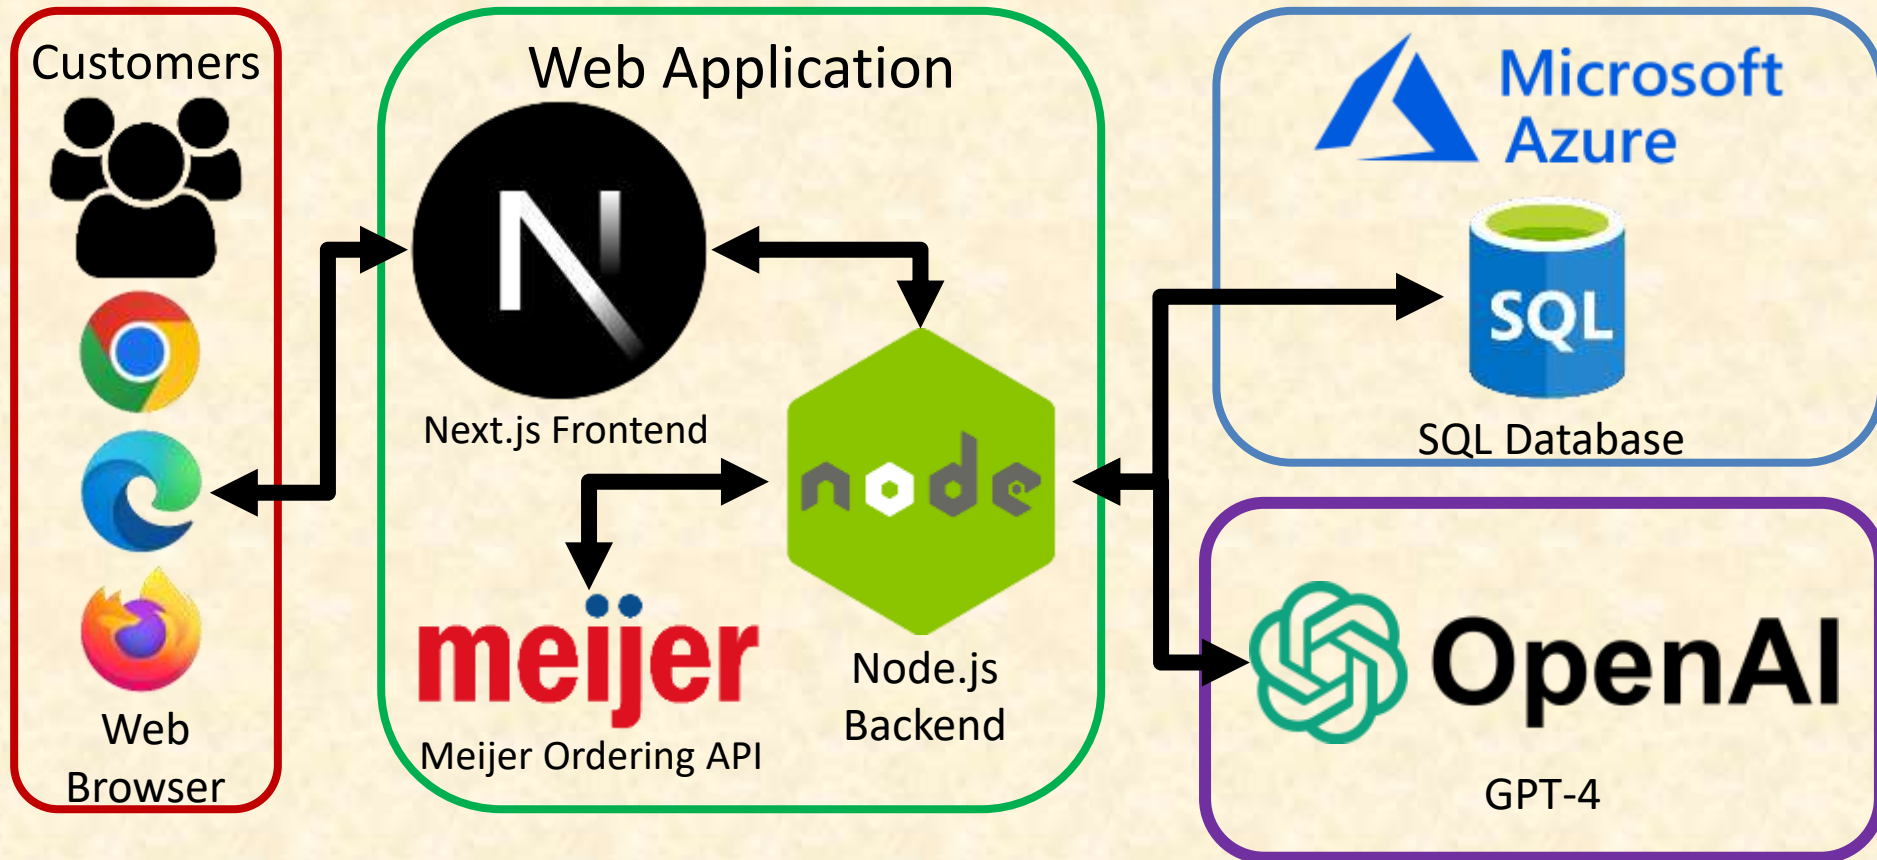 Customers
Web
Browser
Web Application
Next.js Frontend
node
Node.js
Backend
meijer
Meijer Ordering API
Microsoft
Azure
SQL
SQL Database
OpenAI
GPT-4